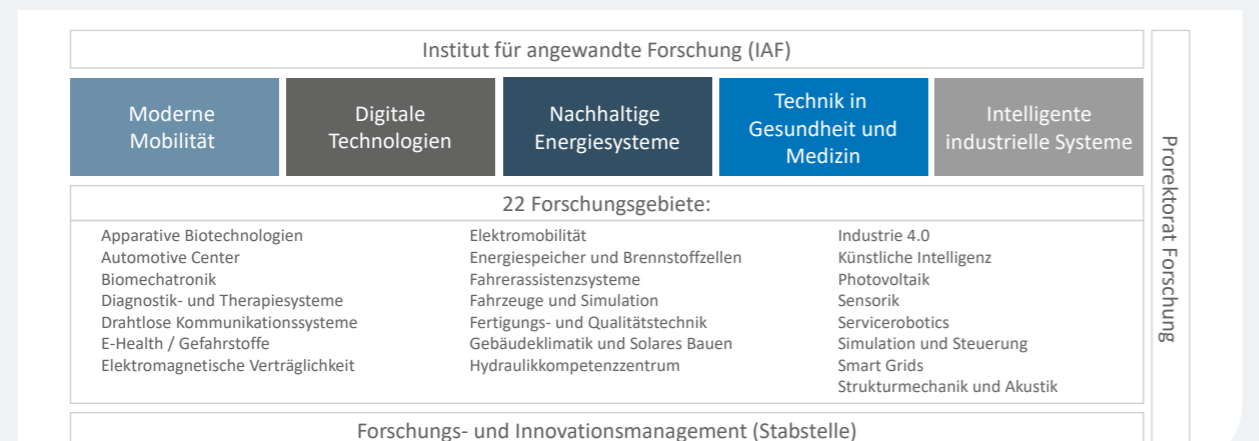 Institut für angewandte Forschung (IAF)
Moderne
Mobilität
Digitale
Technologien
Nachhaltige
Energiesysteme
Technik in
Gesundheit und
Medizin
Intelligente
industrielle Systeme
22 Forschungsgebiete:
Apparative Biotechnologien
Automotive Center
Biomechatronik
Diagnostik- und Therapiesysteme
Drahtlose Kommunikationssysteme
E-Health / Gefahrstoffe
Elektromagnetische Verträglichkeit
Elektromobilität
Energiespeicher und Brennstoffzellen
Fahrerassistenzsysteme
Fahrzeuge und Simulation
Fertigungs- und Qualitätstechnik
Gebäudeklimatik und Solares Bauen
Hydraulikkompetenzzentrum
Industrie 4.0
Künstliche Intelligenz
Photovoltaik
Sensorik
Servicerobotics
Simulation und Steuerung
Smart Grids
Strukturmechanik und Akustik
Forschungs- und Innovationsmanagement (Stabstelle)
Prorektorat Forschung